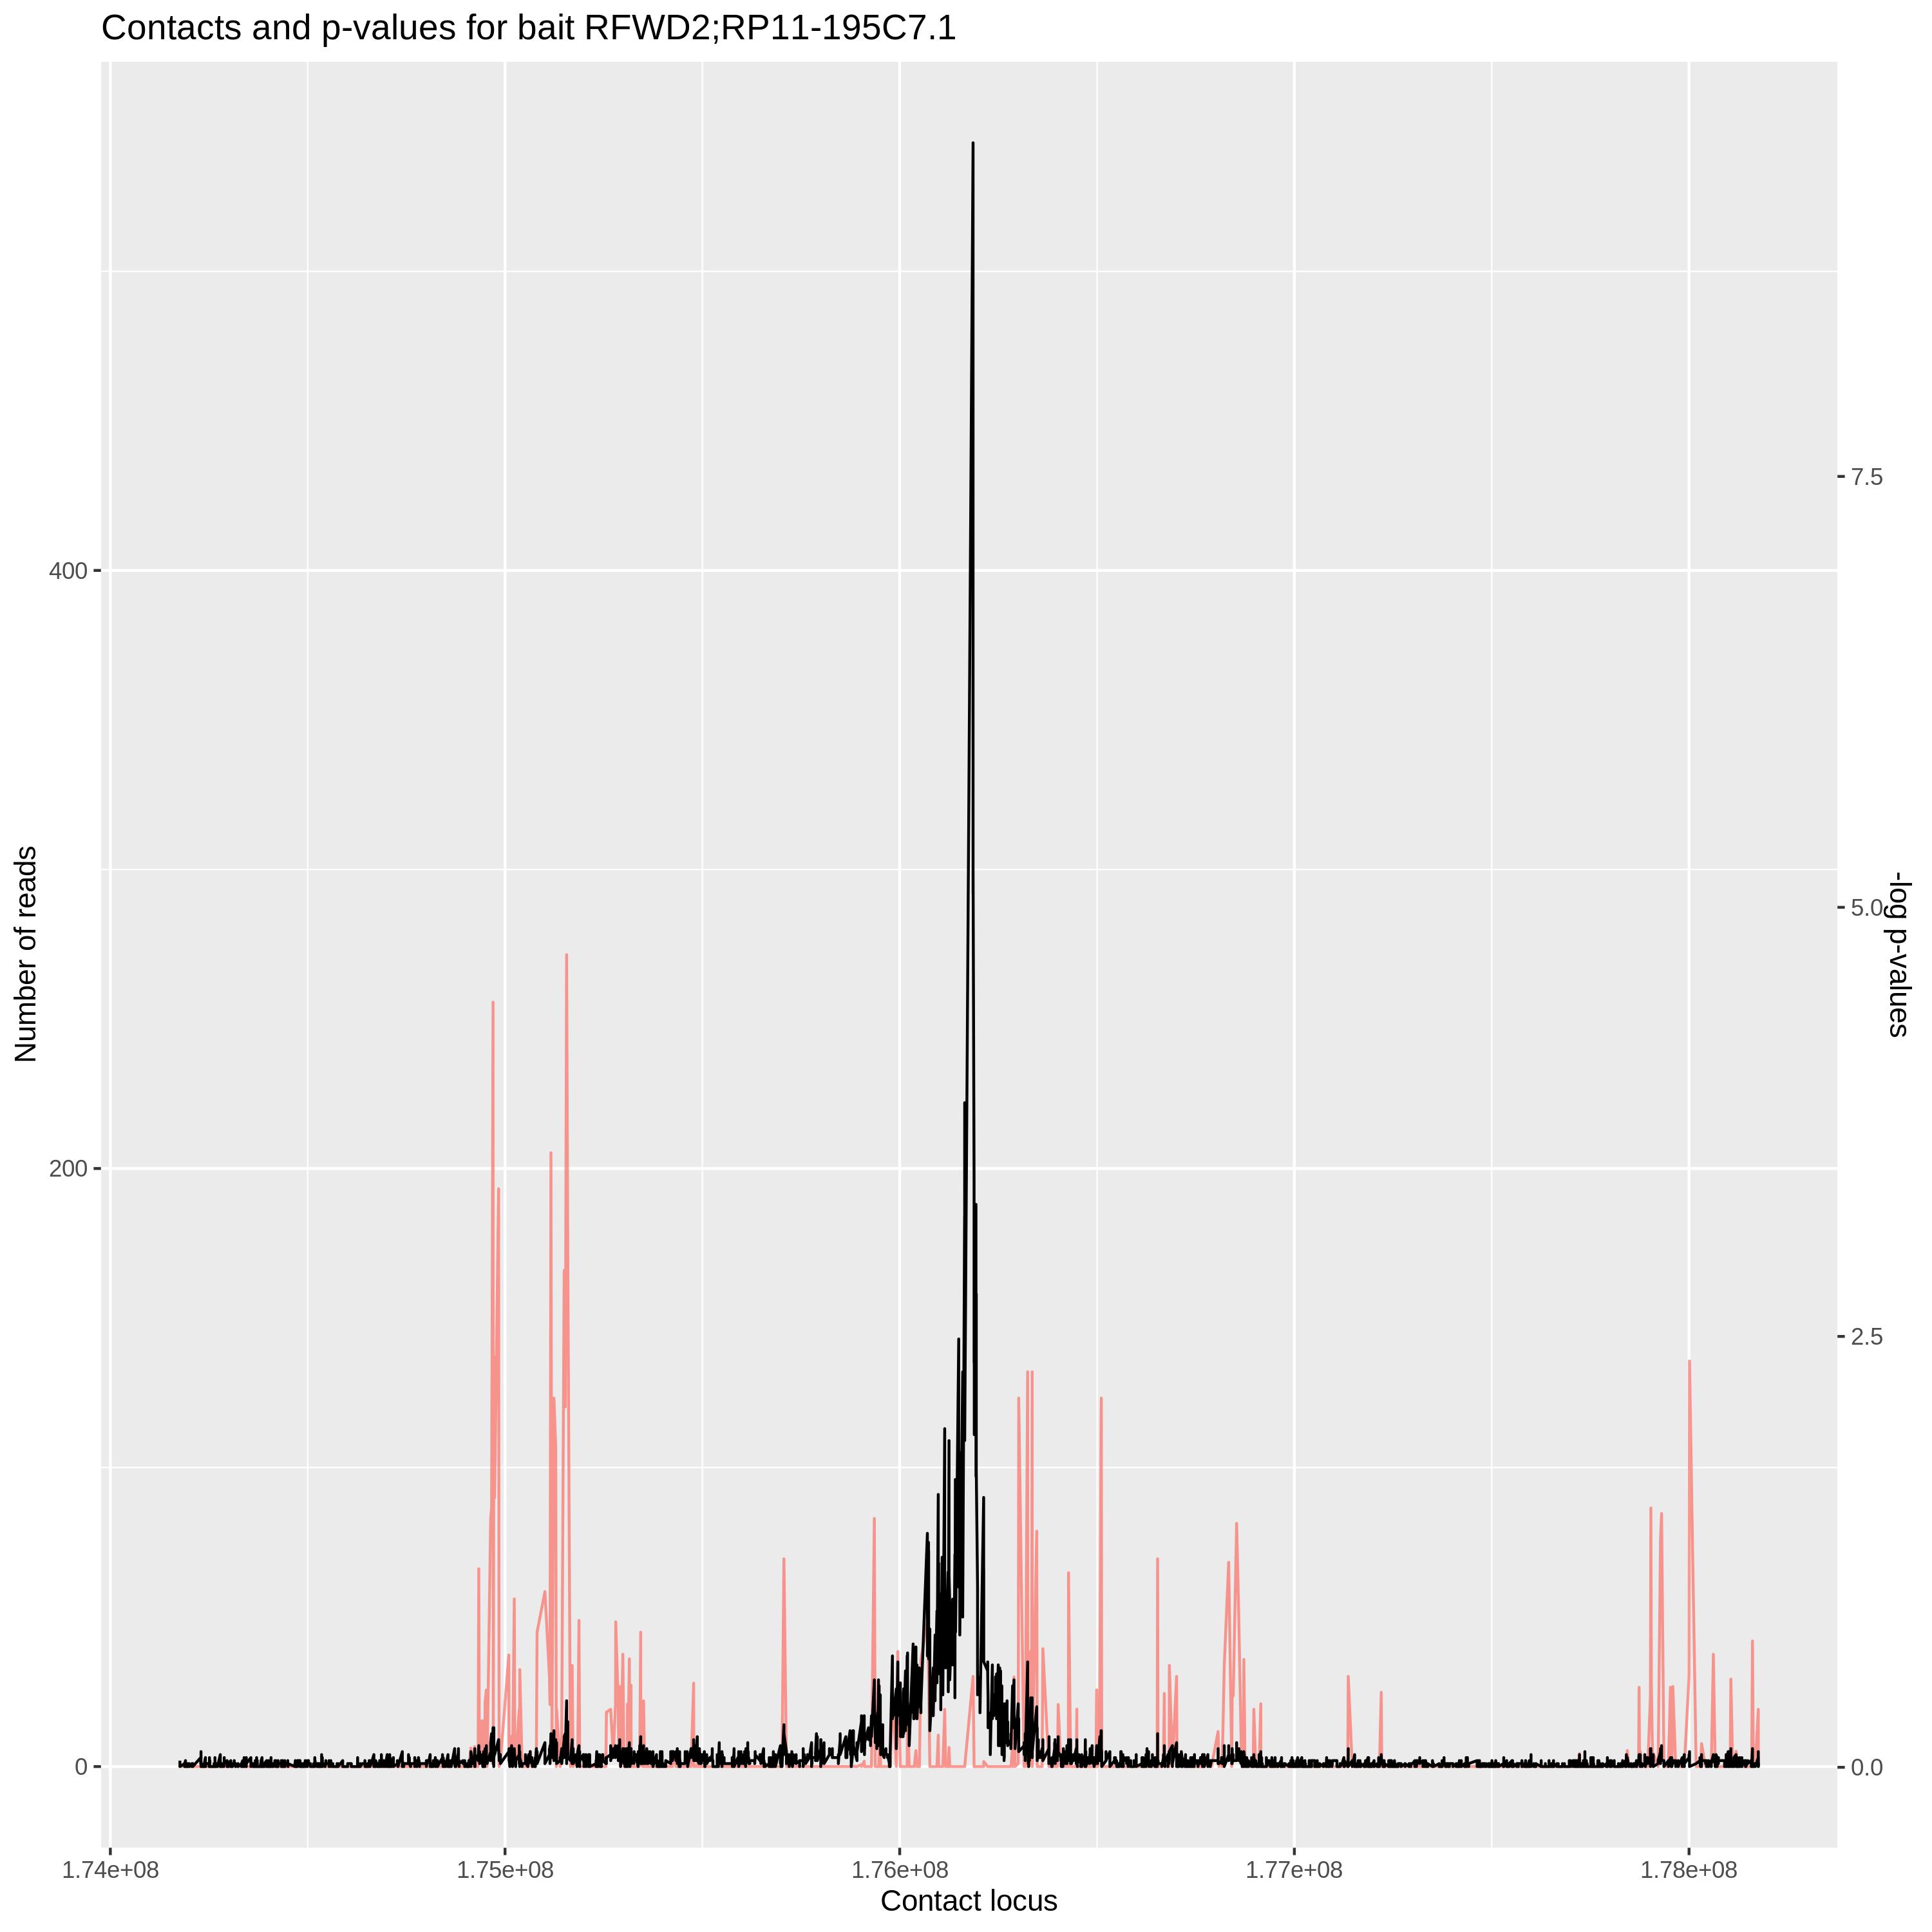 Contacts and p-values for bait RFWD2;RP11-195C7.1
Number of reads
400
200
0
7.5
5.0
2.5
0.0
-log p-values
1.74e+08
1.75e+08
1.76e+08
1.77e+08
1.78e+08
Contact locus